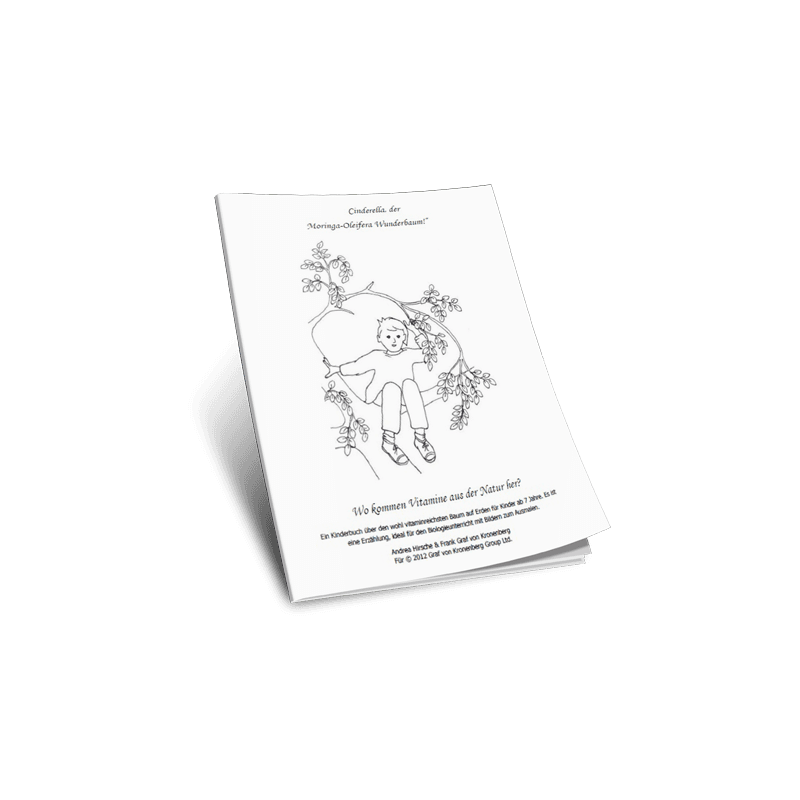 Cinderella, der
Moringa-Oleifera Wunderbaum!"
Wo kommen Vitamine aus der Natur her?
Ein Kinderbuch über den wohl vitaminreichsten Baum auf Erden für Kinder ab 7 Jahre. Es ist
eine Erzählung, ideal für den Biologieunterricht mit Bildern zum Ausmalen.
Andrea Hirsche & Frank Graf von Kronenberg
Für © 2012 Graf von Kronenberg Group Ltd.